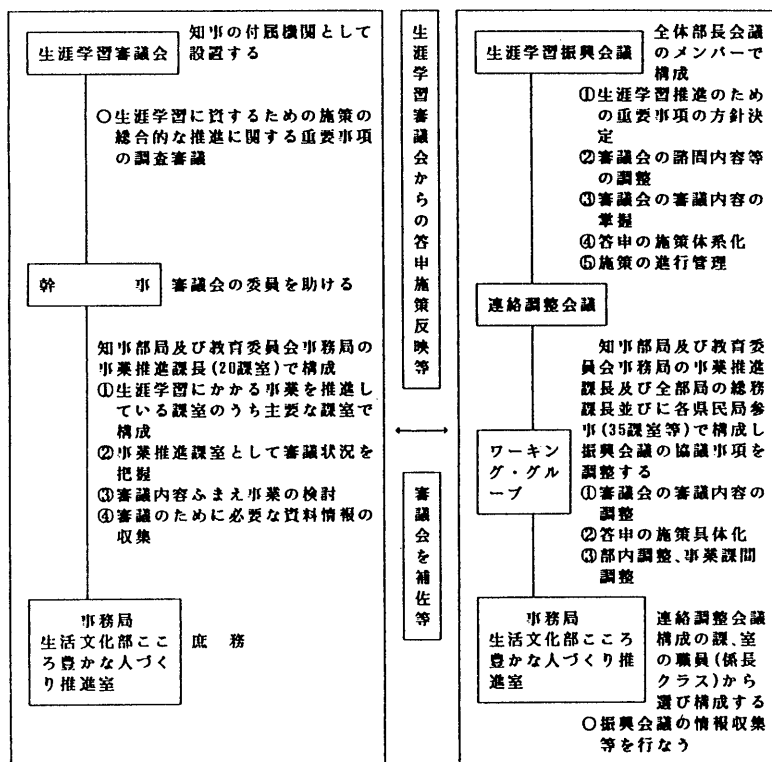 生涯学習審議会
知事の付属機関として
設置する
○生涯学習に資するための施策の
総合的な推進に関する重要事項
の調査審議
幹事
審議会の委員を助ける
知事部局及び教育委員会事務局の
事業推進課長(20課室)で構成
①生涯学習にかかる事業を推進し
ている課室のうち主要な課室で
構成
②事業推進課室として審議状況を
把握
③審議内容ふまえ事業の検討
④審議のために必要な資料情報の
収集
事務局
生活文化部ここ
ろ豊かな人づく
り推進室
庶務
生涯学習審議会からの答申施策反映等
審議会を補佐等
生涯学習振興会議
全体部長会議
のメンバーで
構成
①生涯学習推進のため
の重要事項の方針決
定
②審議会の諮問内容等
の調整
③審議会の審議内容の
掌握
④答申の施策体系化
⑤施策の進行管理
連絡調整会議
知事部局及び教育委
員会事務局の事業推進
課長及び全部局の総務
課長並びに各県民局参
事(35課室等)で構成し
振興会議の協議事項を
調整する
①審議会の審議内容の
調整
②答申の施策具体化
③部内調整、事業課間
調整
ワーキン
グ・グル
ープ
事務局
生活文化部こころ
豊かな人づくり推
進室
連絡調整会議
構成の課、室
の職員(係長
クラス)から
選び構成する
○振興会議の情報収集
等を行なう